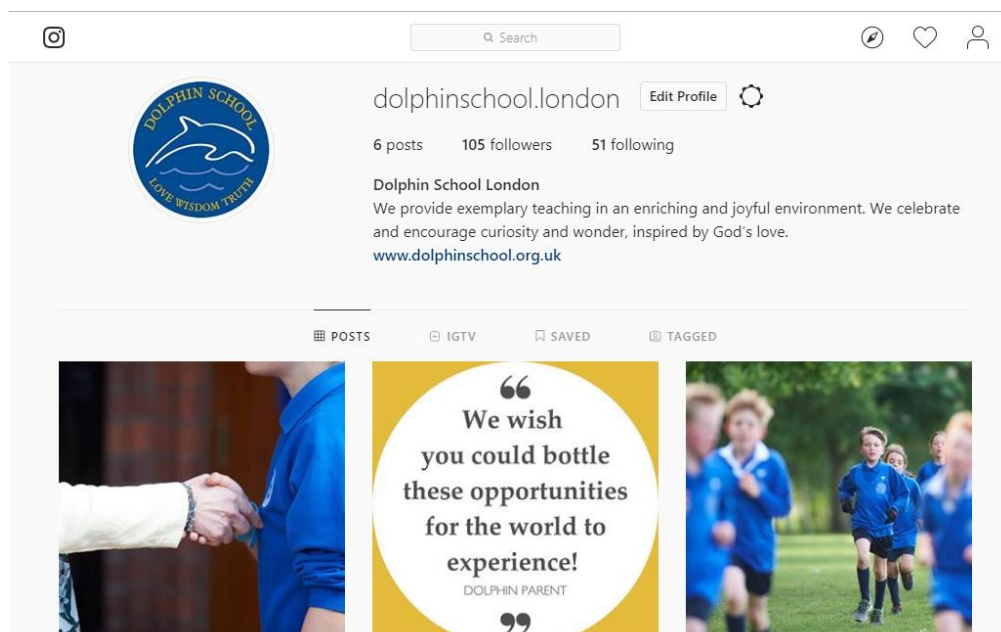 Search
DOLPHIN SCHOOL
LOVE WISDOM TRUTH
dolphinschool.london Edit Profile
6 posts 105 followers 51 following
Dolphin School London
We provide exemplary teaching in an enriching and joyful environment. We celebrate
and encourage curiosity and wonder, inspired by God's love.
www.dolphinschool.org.uk
POSTS IGTV SAVED TAGGED
“
We wish
you could bottle
these opportunities
for the world to
experience!
DOLPHIN PARENT
”